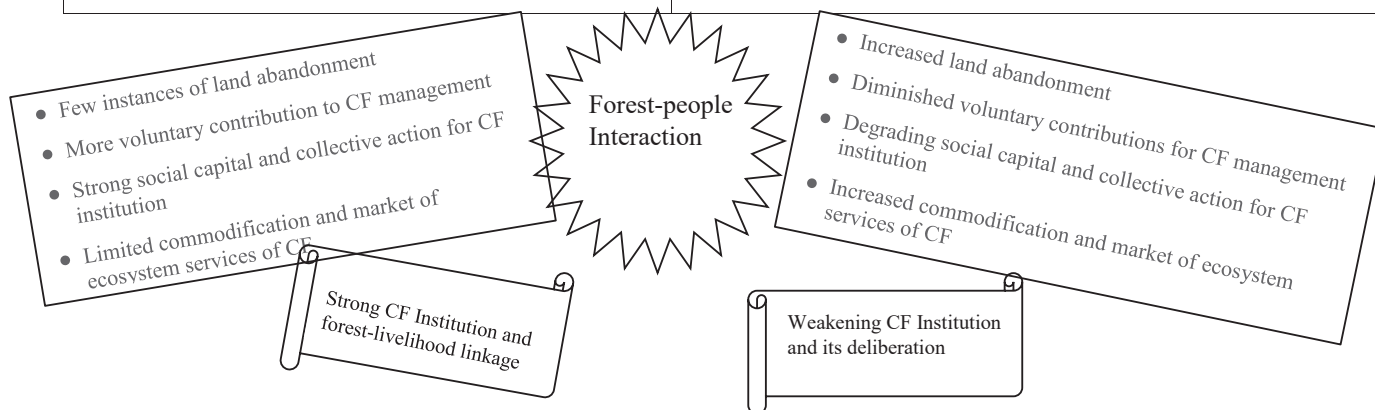 ● Few instances of land abandonment
● More voluntary contribution to CF management
● Strong social capital and collective action for CF
institution
● Limited commodification and market of
ecosystem services of CF
Forest-people
Interaction
● Increased land abandonment
● Diminished voluntary contributions for CF management
● Degrading social capital and collective action for CF
institution
● Increased commodification and market of ecosystem
services of CF
Strong CF Institution and
forest-livelihood linkage
Weakening CF Institution
and its deliberation